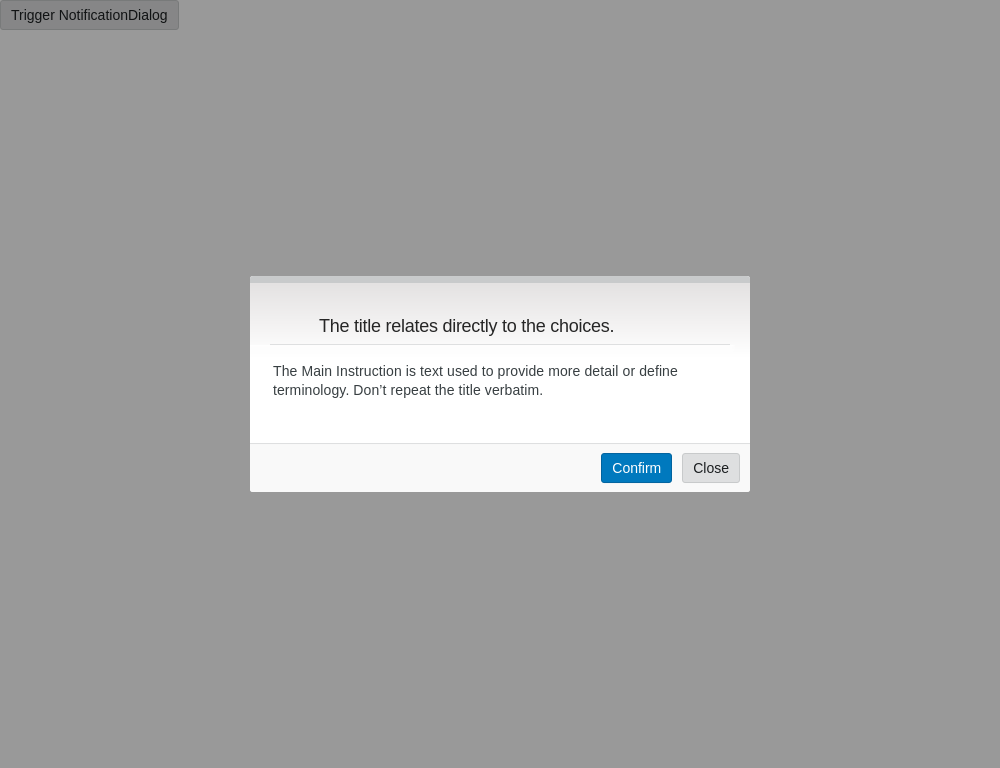 Trigger NotificationDialog
The title relates directly to the choices.
The Main Instruction is text used to provide more detail or define
terminology. Don’t repeat the title verbatim.
Confirm Close